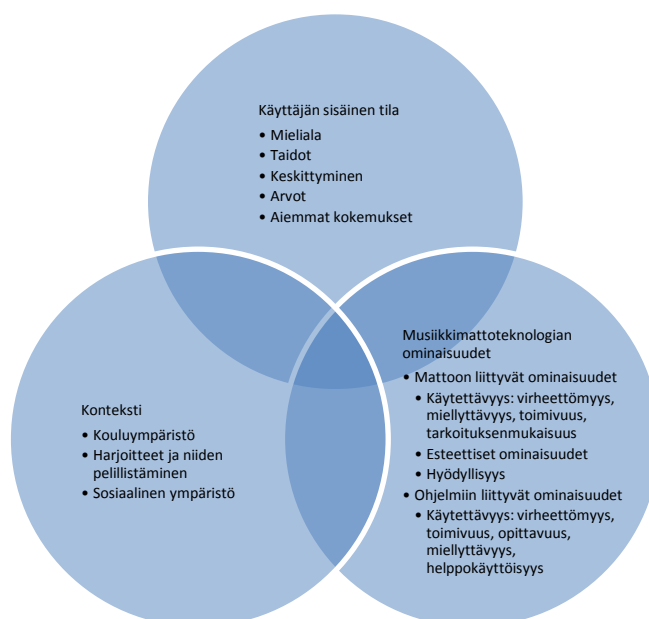 Käyttäjän sisäinen tila
• Mieliala
• Taidot
• Keskittyminen
• Arvot
• Aiemmat kokemukset
Konteksti
• Kouluympäristö
• Harjoitteet ja niiden
pelillistäminen
• Sosiaalinen ympäristö
Musiikkimattoteknologian
ominaisuudet
• Mattoon liittyvät ominaisuudet
• Käytettävyys: virheettömyys,
miellyttävyys, toimivuus,
tarkoituksenmukaisuus
• Esteettiset ominaisuudet
• Hyödyllisyys
• Ohjelmiin liittyvät ominaisuudet
• Käytettävyys: virheettömyys,
toimivuus, opittavuus,
miellyttävyys,
helppokäyttöisyys